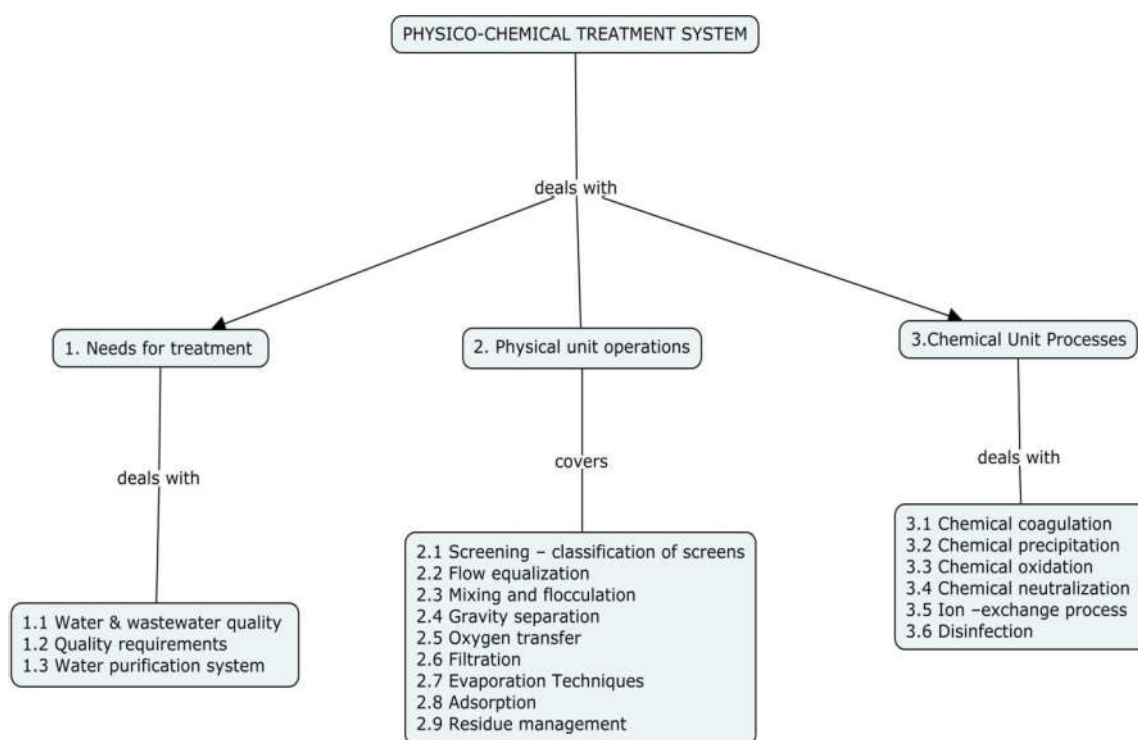 PHYSICO-CHEMICAL TREATMENT SYSTEM
deals with
1. Needs for treatment
2. Physical unit operations
3.Chemical Unit Processes
deals with
covers
deals with
1.1 Water & wastewater quality
1.2 Quality requirements
1.3 Water purification system
2.1 Screening – classification of screens
2.2 Flow equalization
2.3 Mixing and flocculation
2.4 Gravity separation
2.5 Oxygen transfer
2.6 Filtration
2.7 Evaporation Techniques
2.8 Adsorption
2.9 Residue management
3.1 Chemical coagulation
3.2 Chemical precipitation
3.3 Chemical oxidation
3.4 Chemical neutralization
3.5 Ion –exchange process
3.6 Disinfection